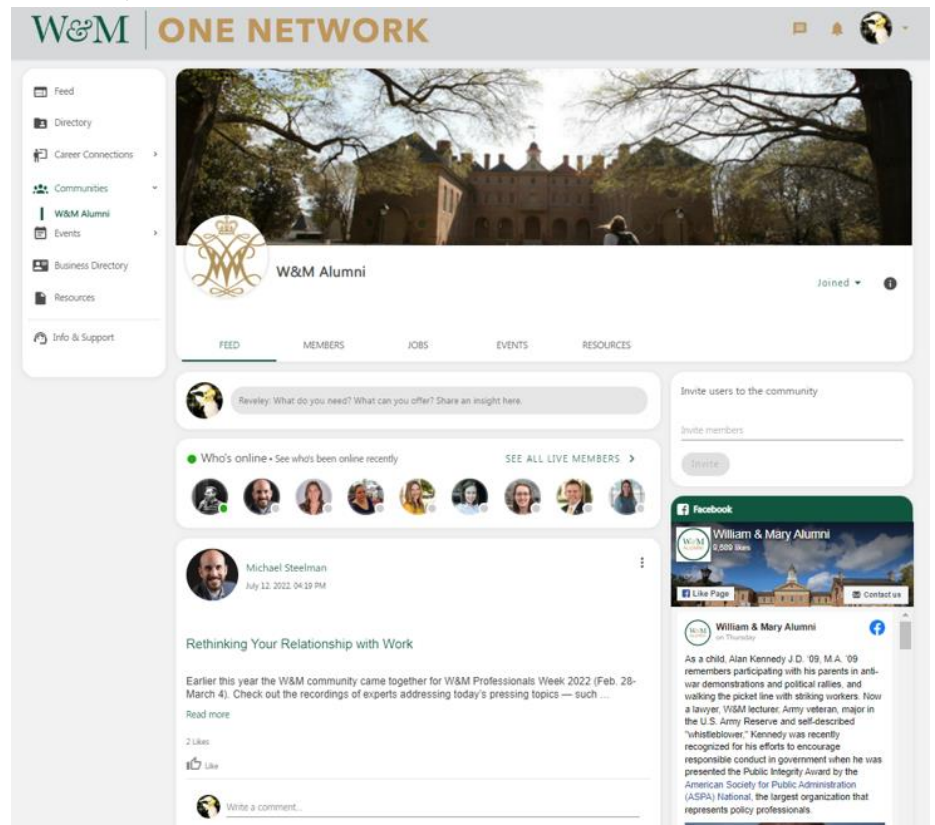 W&M | ONE NETWORK
Feed
Directory
Career Connections
Communities
W&M Alumni
Events
Business Directory
Resources
Info & Support
W&M Alumni
Joined
FEED MEMBERS JOBS EVENTS RESOURCES
Reveley: What do you need? What can you offer? Share an insight here.
Who's online • See who's been online recently
SEE ALL LIVE MEMBERS >
Michael Steelman
July 12, 2022, 04:19 PM
Rethinking Your Relationship with Work
Earlier this year the W&M community came together for W&M Professionals Week 2022 (Feb. 28-
March 4). Check out the recordings of experts addressing today's pressing topics — such ...
Read more
2 Likes
Like
Write a comment...
Invite users to the community
Invite members
Invite
Facebook
W&M
ALUMNI
William & Mary Alumni
9,689 likes
Like Page
Contact us
W&M
ALUMNI
William & Mary Alumni
on Thursday
As a child, Alan Kennedy J.D. '09, M.A. '09
remembers participating with his parents in anti-
war demonstrations and political rallies, and
walking the picket line with striking workers. Now
a lawyer, W&M lecturer, Army veteran, major in
the U.S. Army Reserve and self-described
"whistleblower," Kennedy was recently
recognized for his efforts to encourage
responsible conduct in government when he was
presented the Public Integrity Award by the
American Society for Public Administration
(ASPA) National, the largest organization that
represents policy professionals.